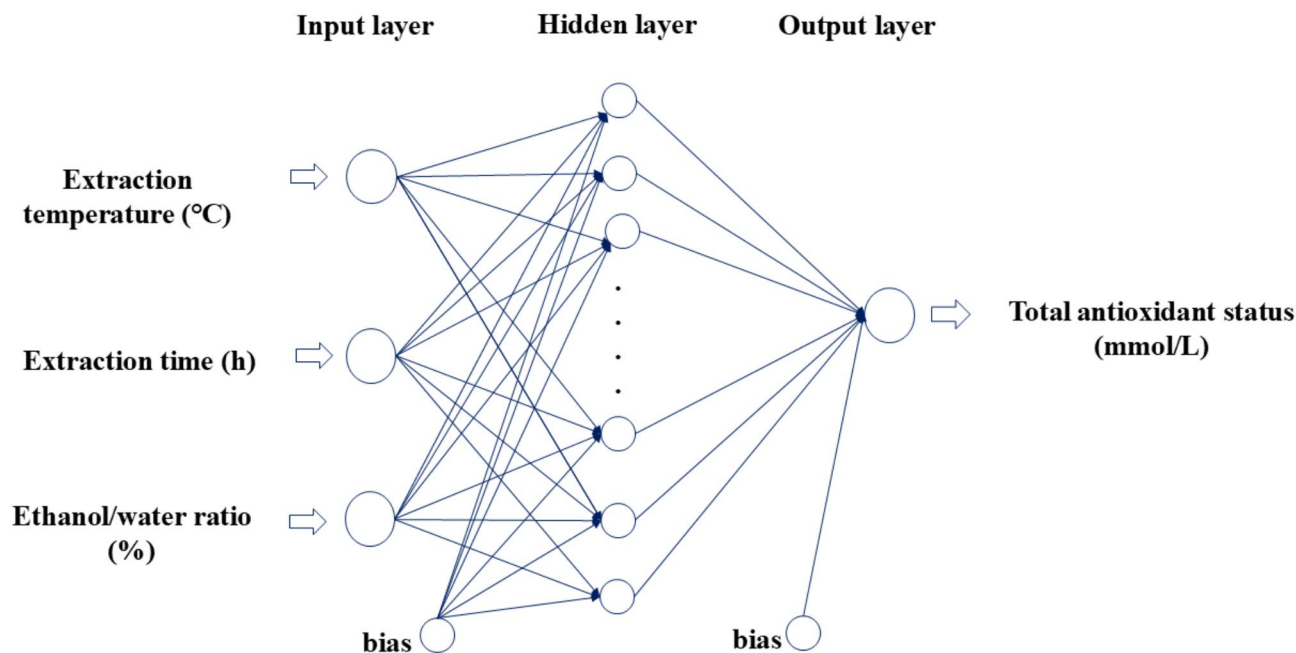 Input layer
Hidden layer
Output layer
Extraction
temperature (°C)
Extraction time (h)
Ethanol/water ratio
(%)
Total antioxidant status
(mmol/L)
bias
bias